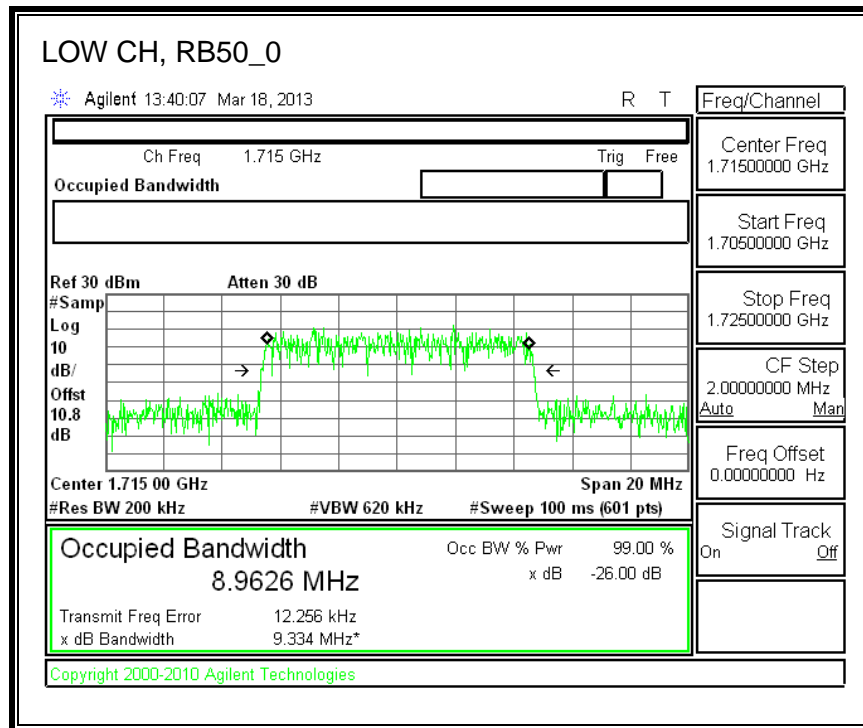 LOW CH, RB50_0
Agilent 13:40:07 Mar 18, 2013 R T
Freq/Channel
Ch Freq 1.715 GHz Trig Free
Occupied Bandwidth
Center Freq
1.71500000 GHz
Start Freq
1.70500000 GHz
Stop Freq
1.72500000 GHz
CF Step
2.00000000 MHz
Auto Man
Freq Offset
0.00000000 Hz
Signal Track
On Off
Ref 30 dBm Atten 30 dB
#Samp
Log
10
dB/
Offst
10.8
dB
Center 1.715 00 GHz Span 20 MHz
#Res BW 200 kHz #VBW 620 kHz #Sweep 100 ms (601 pts)
Occupied Bandwidth
8.9626 MHz
Occ BW % Pwr 99.00 %
x dB -26.00 dB
Transmit Freq Error 12.256 kHz
x dB Bandwidth 9.334 MHz*
Copyright 2000-2010 Agilent Technologies